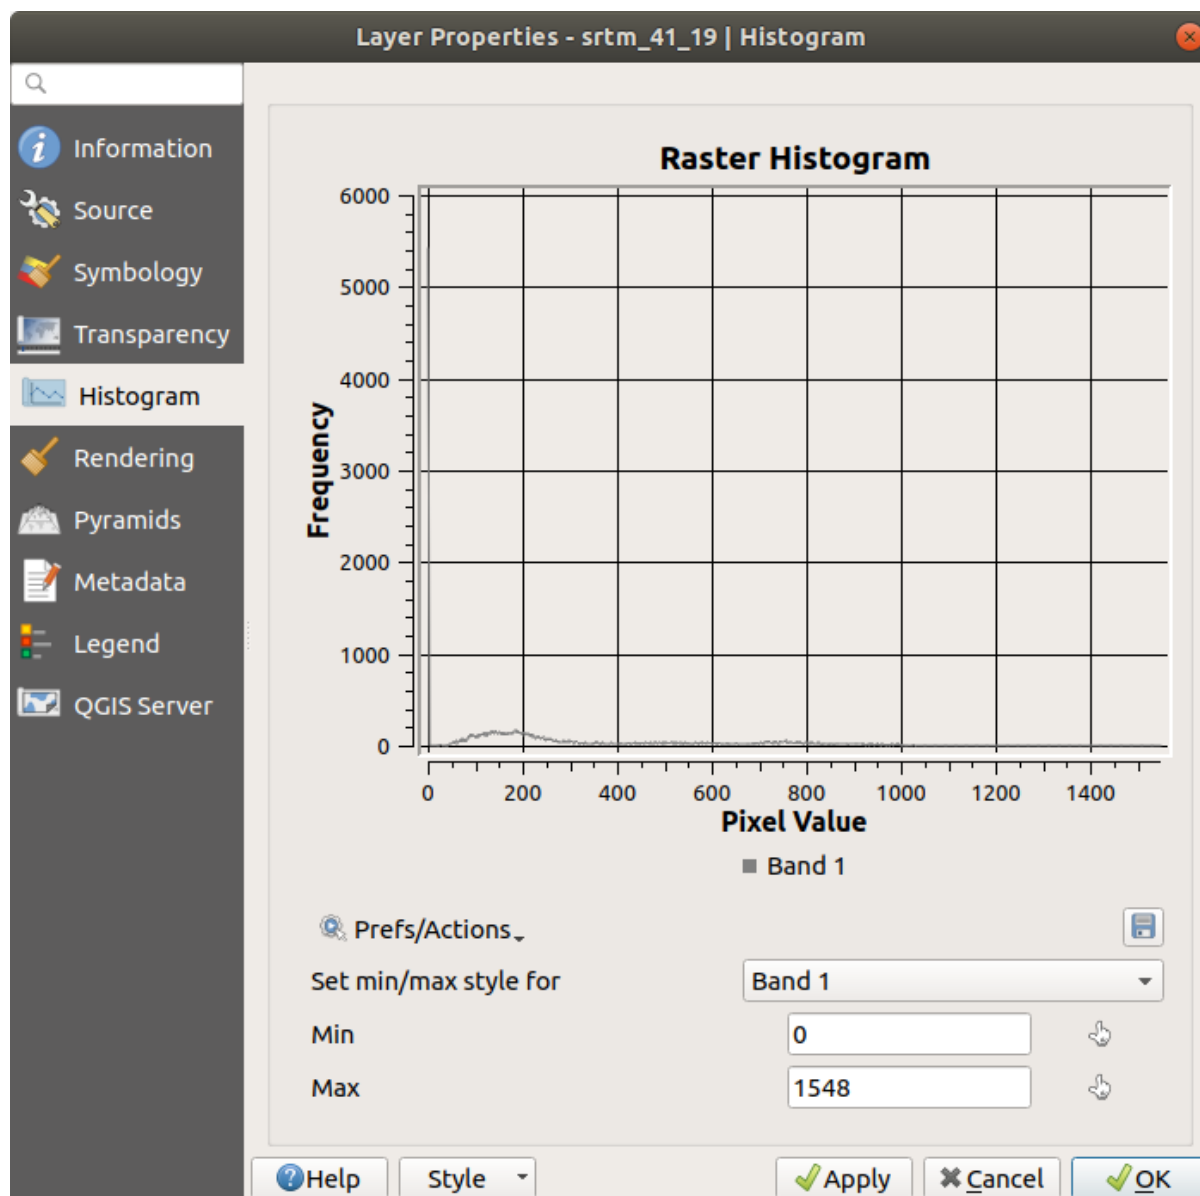 Layer Properties - srtm_41_19 | Histogram
Information
Source
Symbology
Transparency
Histogram
Rendering
Pyramids
Metadata
Legend
QGIS Server
Raster Histogram
6000
5000
4000
3000
2000
1000
0
Frequency
0 200 400 600 800 1000 1200 1400
Pixel Value
Band 1
Prefs/Actions
Set min/max style for Band 1
Min 0
Max 1548
Help Style Apply Cancel OK